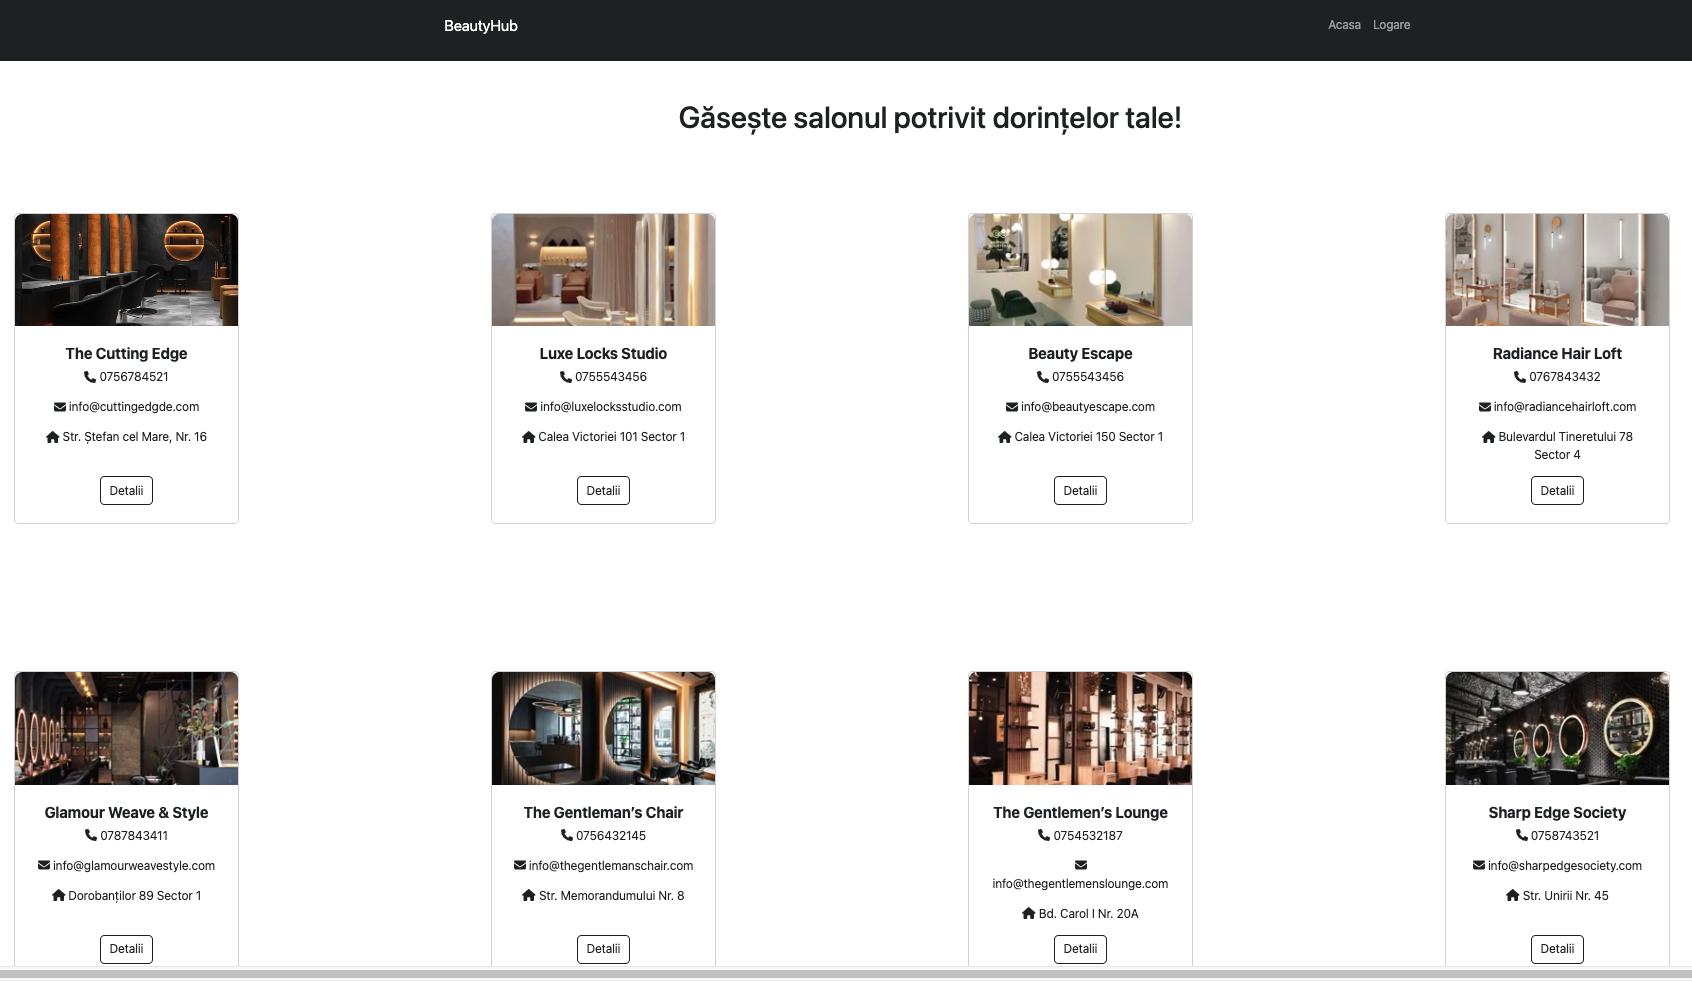 BeautyHub
Acasa
Logare
Găsește salonul potrivit dorințelor tale!
The Cutting Edge
0756784521
info@cuttingedgde.com
Str. Ștefan cel Mare, Nr. 16
Detalii
Luxe Locks Studio
0755543456
info@luxelocksstudio.com
Calea Victoriei 101 Sector 1
Detalii
Beauty Escape
0755543456
info@beautyescape.com
Calea Victoriei 150 Sector 1
Detalii
Radiance Hair Loft
0767843432
info@radiancehairloft.com
Bulevardul Tineretului 78
Sector 4
Detalii
Glamour Weave & Style
0787843411
info@glamourweavestyle.com
Dorobanților 89 Sector 1
Detalii
The Gentleman’s Chair
0756432145
info@thegentlemanschair.com
Str. Memorandumului Nr. 8
Detalii
The Gentlemen’s Lounge
0754532187
info@thegentlemenslounge.com
Bd. Carol I Nr. 20A
Detalii
Sharp Edge Society
0758743521
info@sharpedgesociety.com
Str. Unirii Nr. 45
Detalii